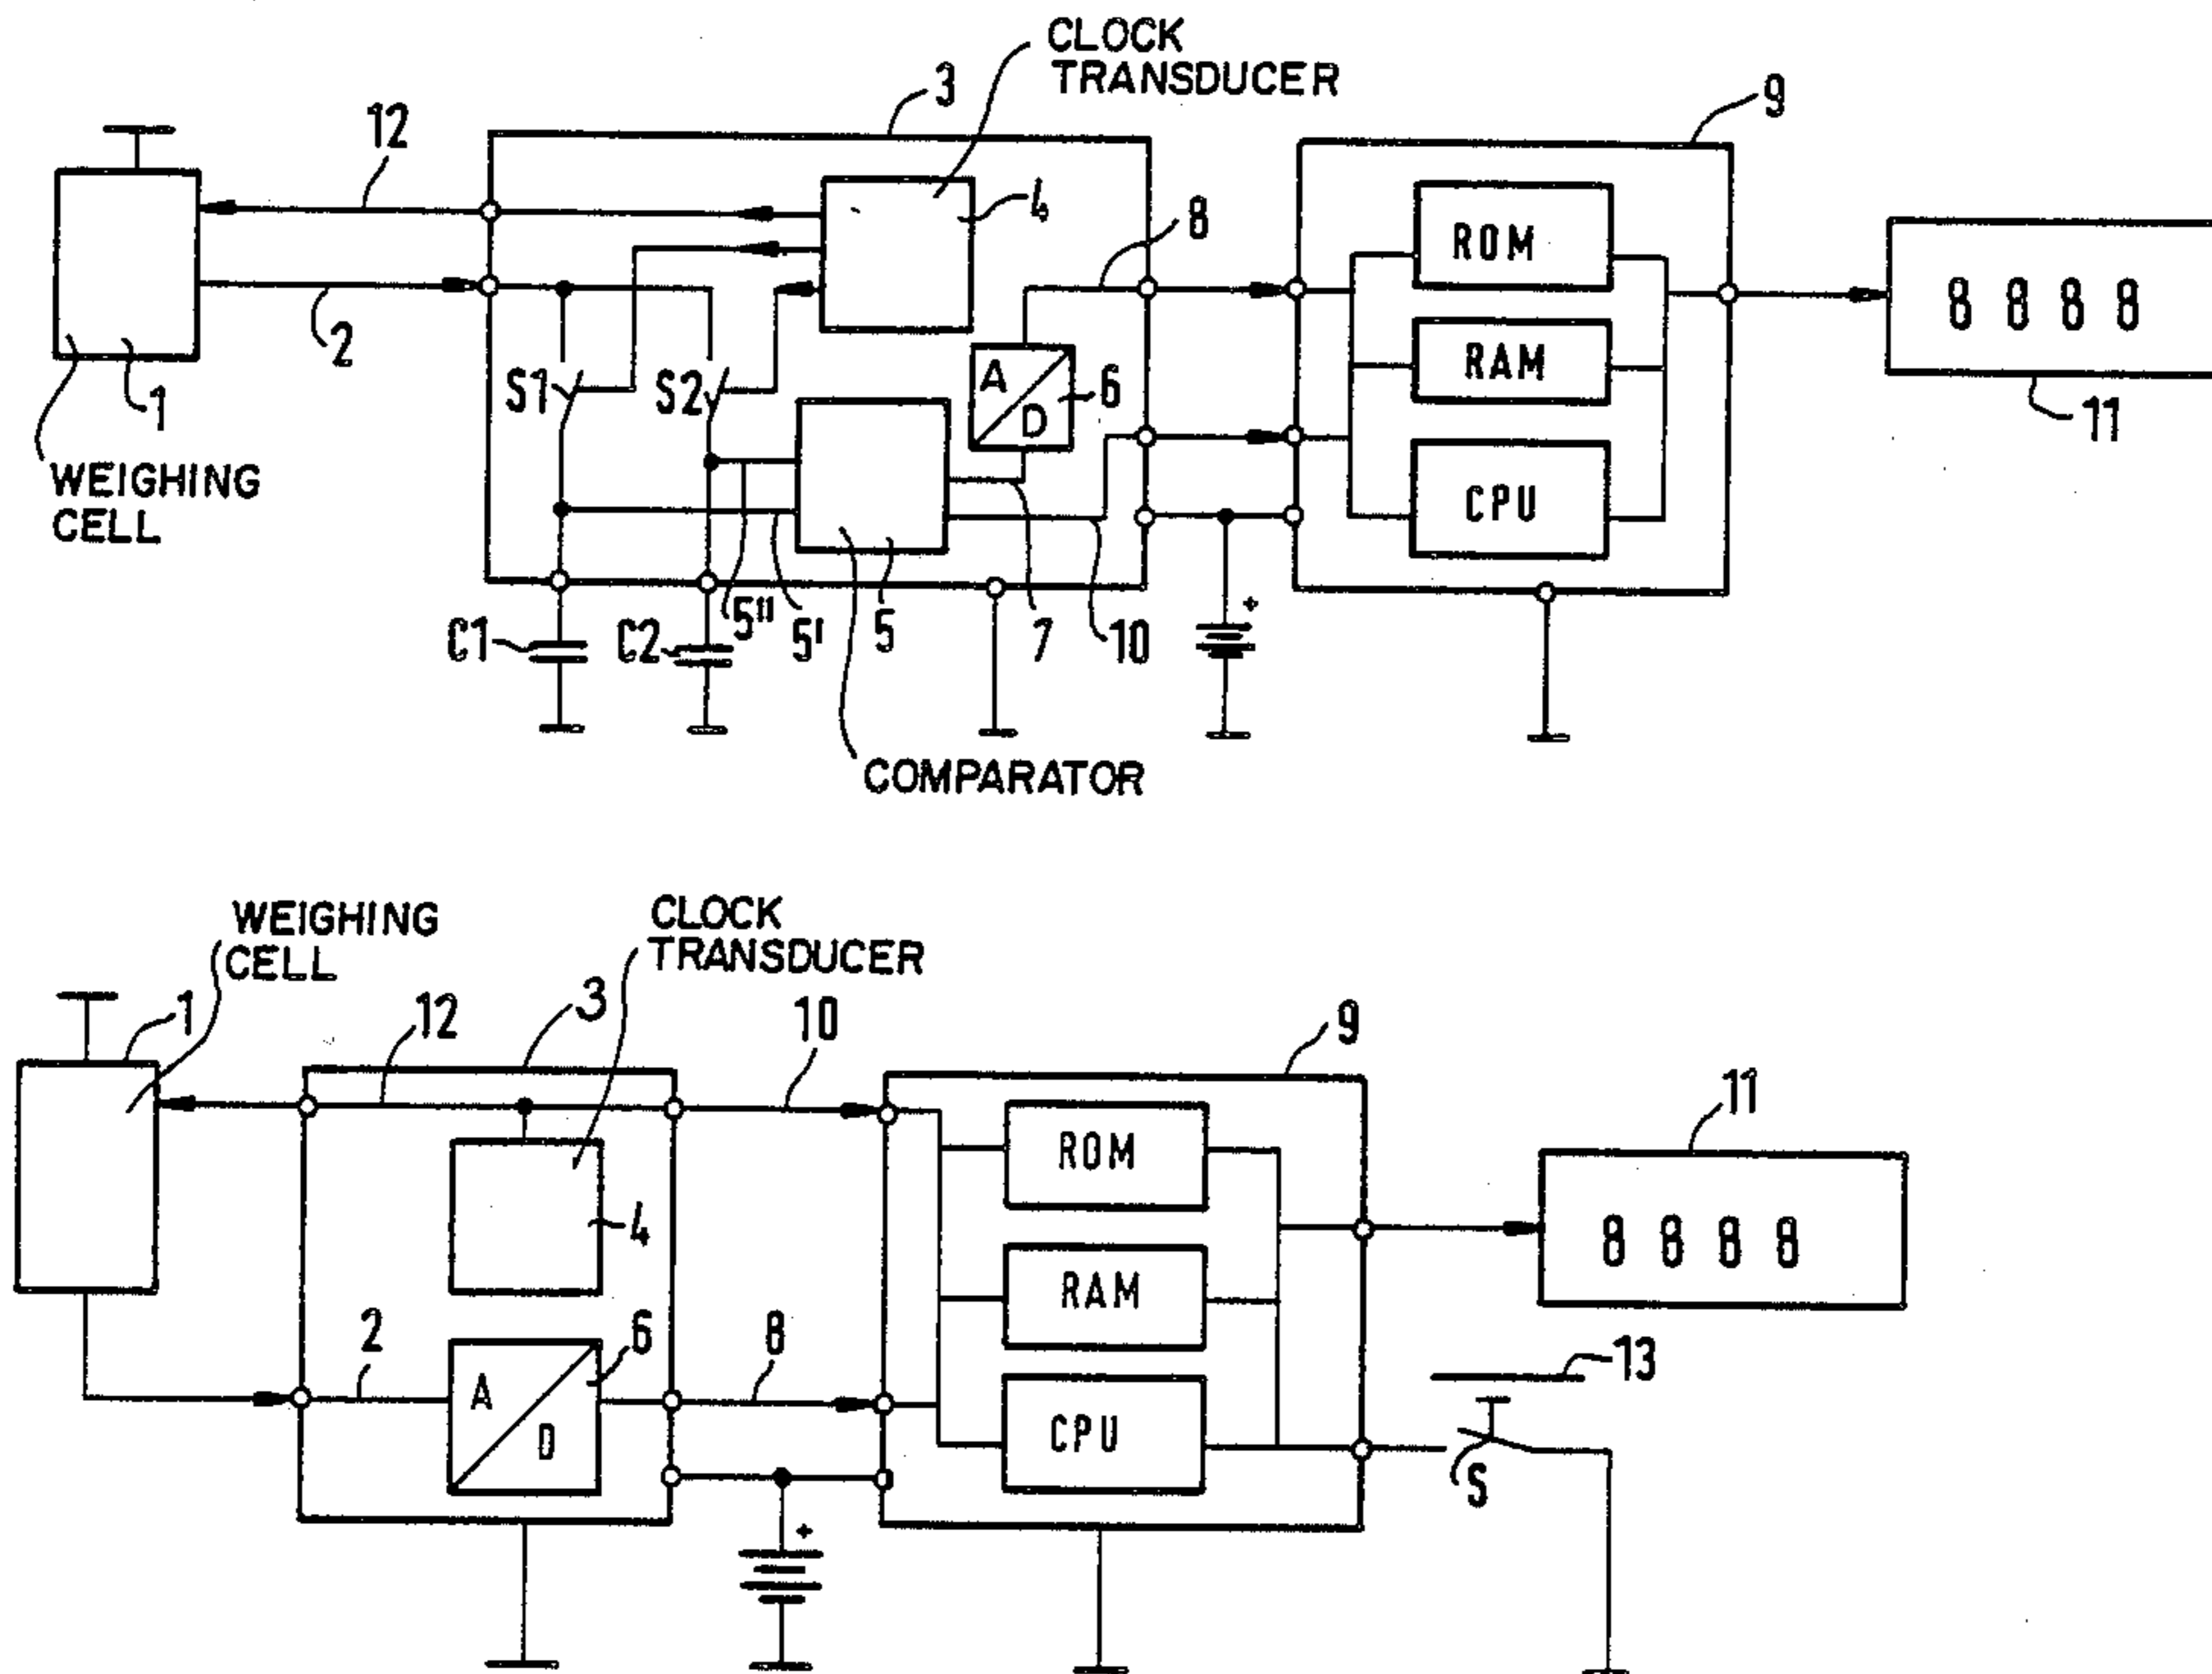 CLOCK
TRANSDUCER
3
9
12
4
8
ROM
8 8 8 8
2
S1
S2
A
D
6
RAM
1
11
WEIGHING
CELL
CPU
C1
C2
5"
5'
5
7
10
+
COMPARATOR
WEIGHING
CELL
CLOCK
TRANSDUCER
1
12
3
10
9
11
ROM
4
8 8 8 8
RAM
2
6
8
13
A
D
CPU
S
+